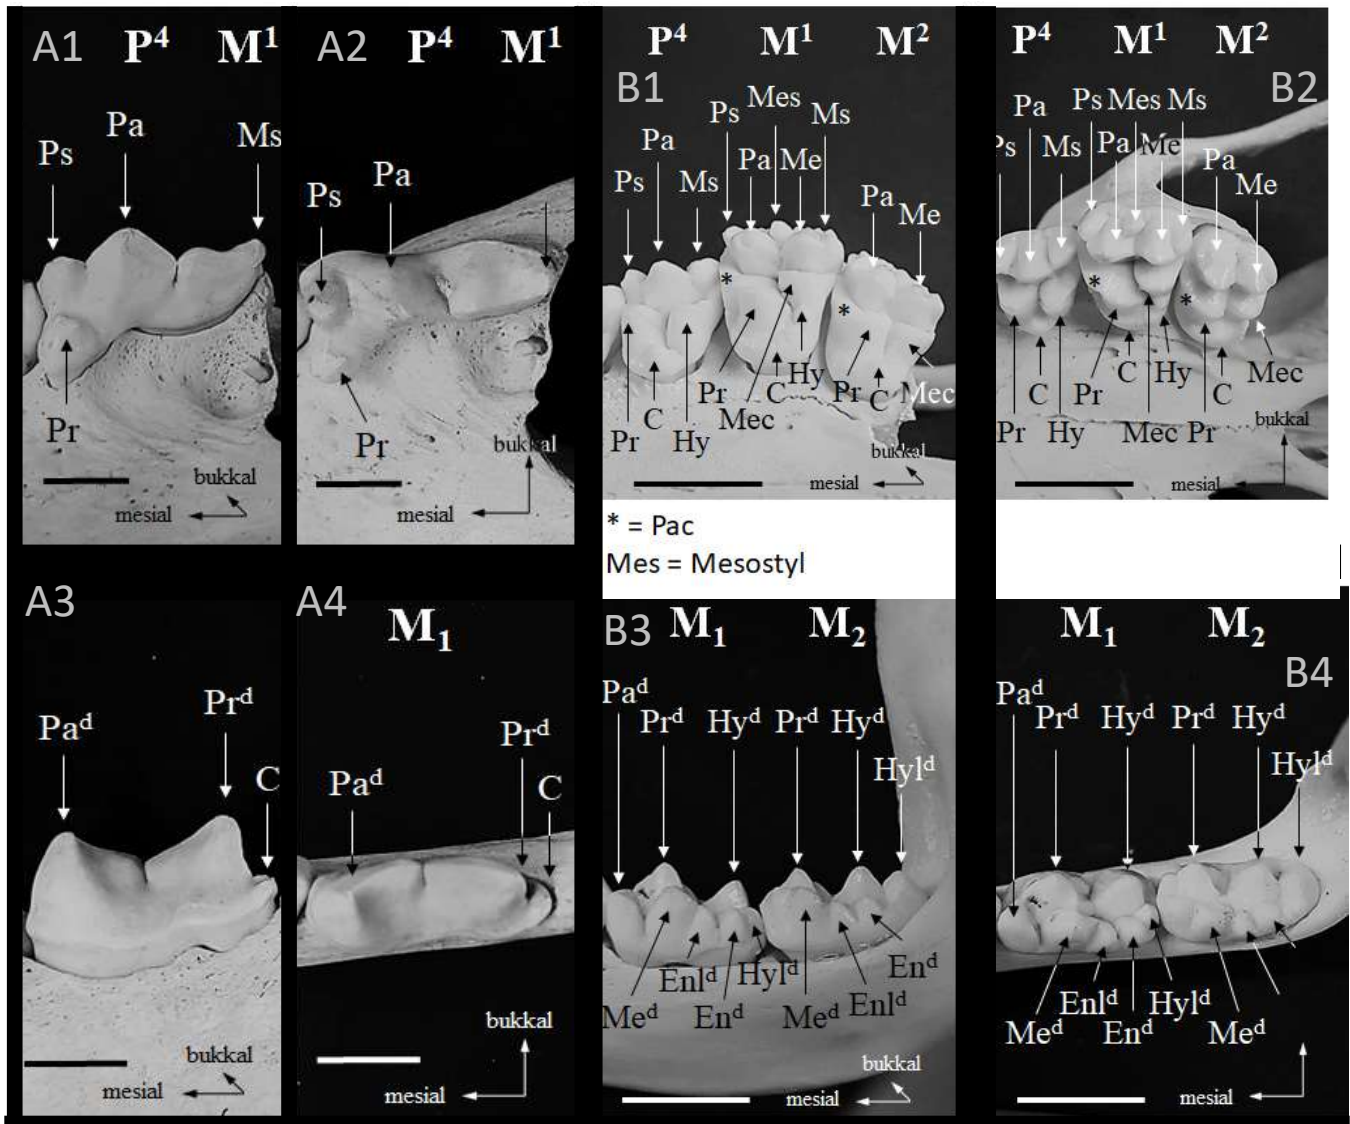 A1
P⁴ M¹
Pa
Ps
Ms
Pr
bukkal
mesial
A2
P⁴ M¹
Pa
Ps
Pr
bukkal
mesial
P⁴ M¹ M²
B1
Mes
Ps Ms
Pa Pa Me
Ps Ms Pa Me
Pr C Hy Pr Mec C Hy Pr C Mec
bukkal
mesial
* * 
* = Pac
Mes = Mesostyl
P⁴ M¹ M²
B2
Ps Mes Ms
Pa
Ps Ms Pa Me Pa Me
* *
C Pr C Hy C Mec
Pr Hy Mec Pr
bukkal
mesial
A3
Prᵈ
Paᵈ
C
bukkal
mesial
A4
M₁
Prᵈ
Paᵈ C
bukkal
mesial
B3
M₁ M₂
Paᵈ
Prᵈ Hyᵈ Prᵈ Hyᵈ
Hylᵈ
Enlᵈ Hylᵈ Enᵈ
Meᵈ Enᵈ Meᵈ Enlᵈ
bukkal
mesial
M₁ M₂
B4
Paᵈ
Prᵈ Hyᵈ Prᵈ Hyᵈ
Hylᵈ
Enlᵈ Hylᵈ
Meᵈ Enᵈ Meᵈ
mesial